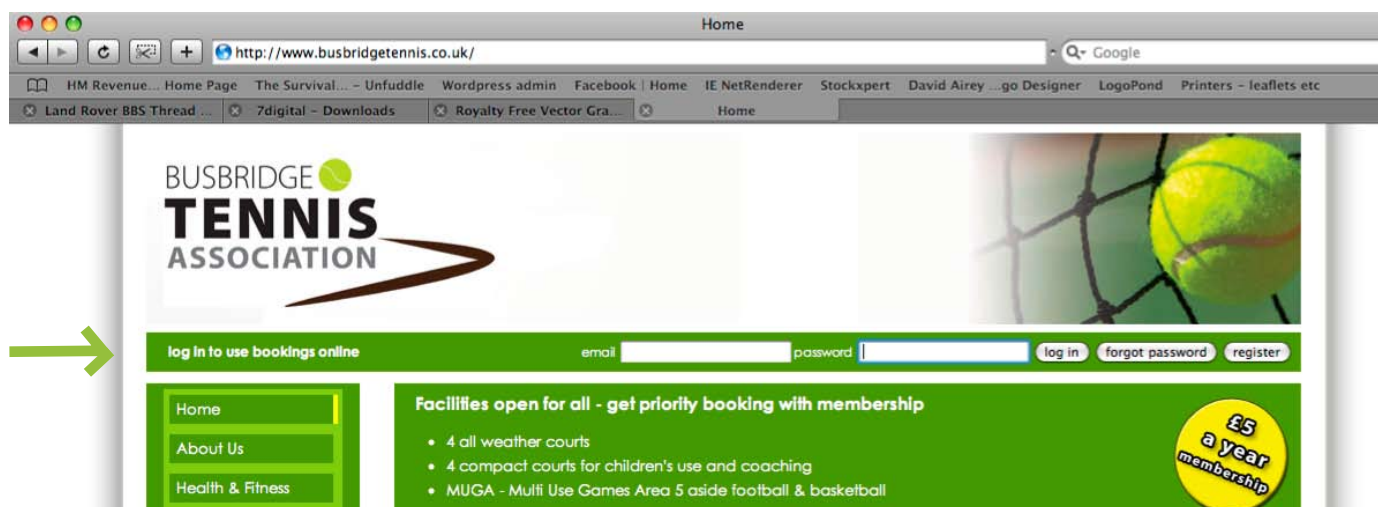 Home
http://www.busbridgetennis.co.uk/
Google
HM Revenue... Home Page The Survival... – Unfuddle Wordpress admin Facebook | Home IE NetRenderer Stockxpert David Airey ...go Designer LogoPond Printers – leaflets etc
Land Rover BBS Thread ... 7digital – Downloads Royalty Free Vector Gra... Home
BUSBRIDGE
TENNIS
ASSOCIATION
log in to use bookings online email password log in forgot password register
Home
About Us
Health & Fitness
Facilities open for all - get priority booking with membership
• 4 all weather courts
• 4 compact courts for children's use and coaching
• MUGA - Multi Use Games Area 5 aside football & basketball
£5
a year
membership